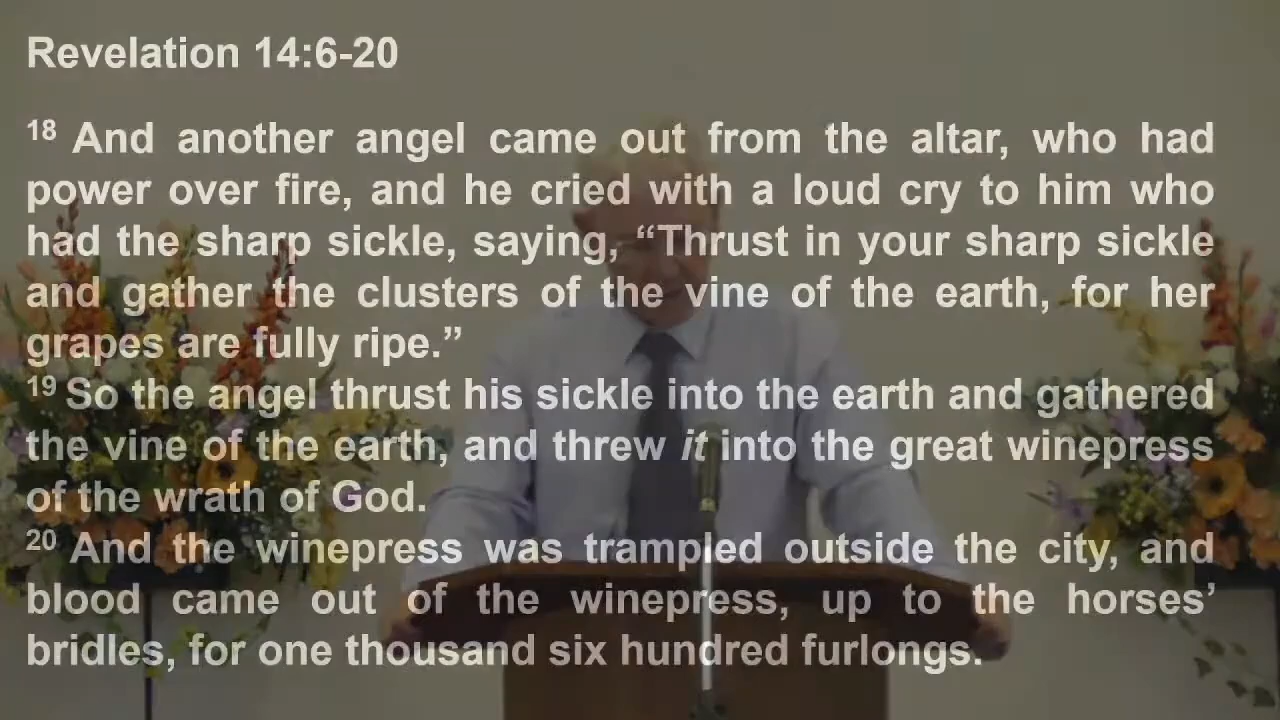 Revelation 14:6-20
18 And another angel came out from the altar, who had
power over fire, and he cried with a loud cry to him who
had the sharp sickle, saying, “Thrust in your sharp sickle
and gather the clusters of the vine of the earth, for her
grapes are fully ripe.”
19 So the angel thrust his sickle into the earth and gathered
the vine of the earth, and threw it into the great winepress
of the wrath of God.
20 And the winepress was trampled outside the city, and
blood came out of the winepress, up to the horses’
bridles, for one thousand six hundred furlongs.